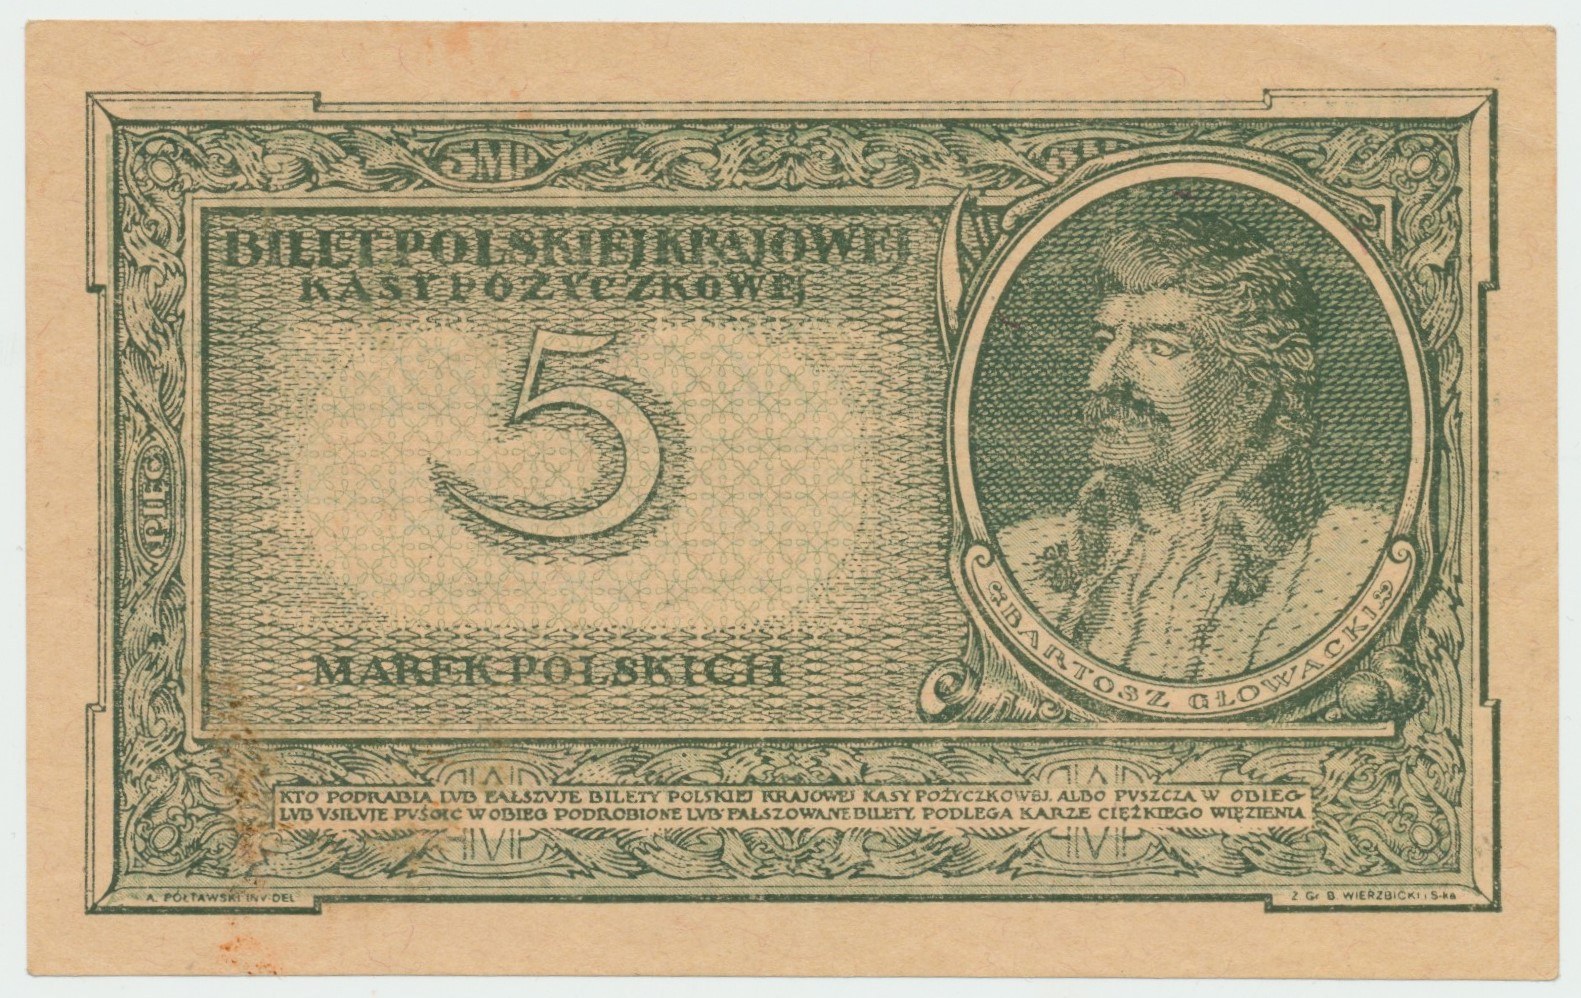 5MP
BILET POLSKIEJ KRAJOWEJ
KASY POŻYCZKOWEJ
5
PIĘC
MAREK POLSKICH
BARTOSZ GŁOWACKI
KTO PODRABIA LUB FAŁSZUJE BILETY POLSKIEJ KRAJOWEJ KASY POŻYCZKOWEJ, ALBO PUSZCZA W OBIEG
LUB USIŁUJE PUŚCIĆ W OBIEG PODROBIONE LUB FAŁSZOWANE BILETY, PODLEGA KARZE CIĘŻKIEGO WIĘZIENIA
A. PÓŁTAWSKI INV·DEL
Z. Gr. B. WIERZBICKI i S-ka